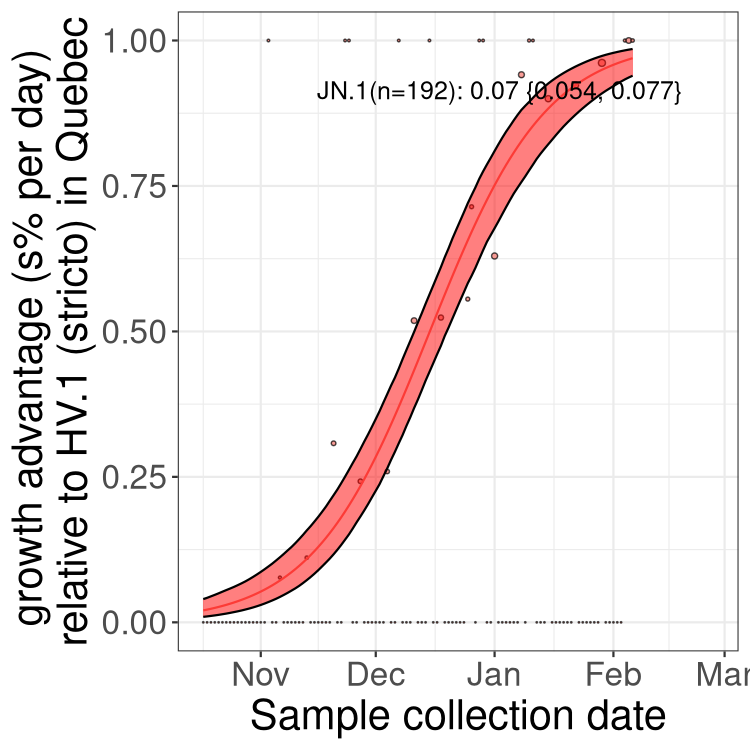 growth advantage (s% per day)
relative to HV.1 (stricto) in Quebec
1.00
0.75
0.50
0.25
0.00
JN.1(n=192): 0.07 {0.054, 0.077}
Nov Dec Jan Feb Mar
Sample collection date